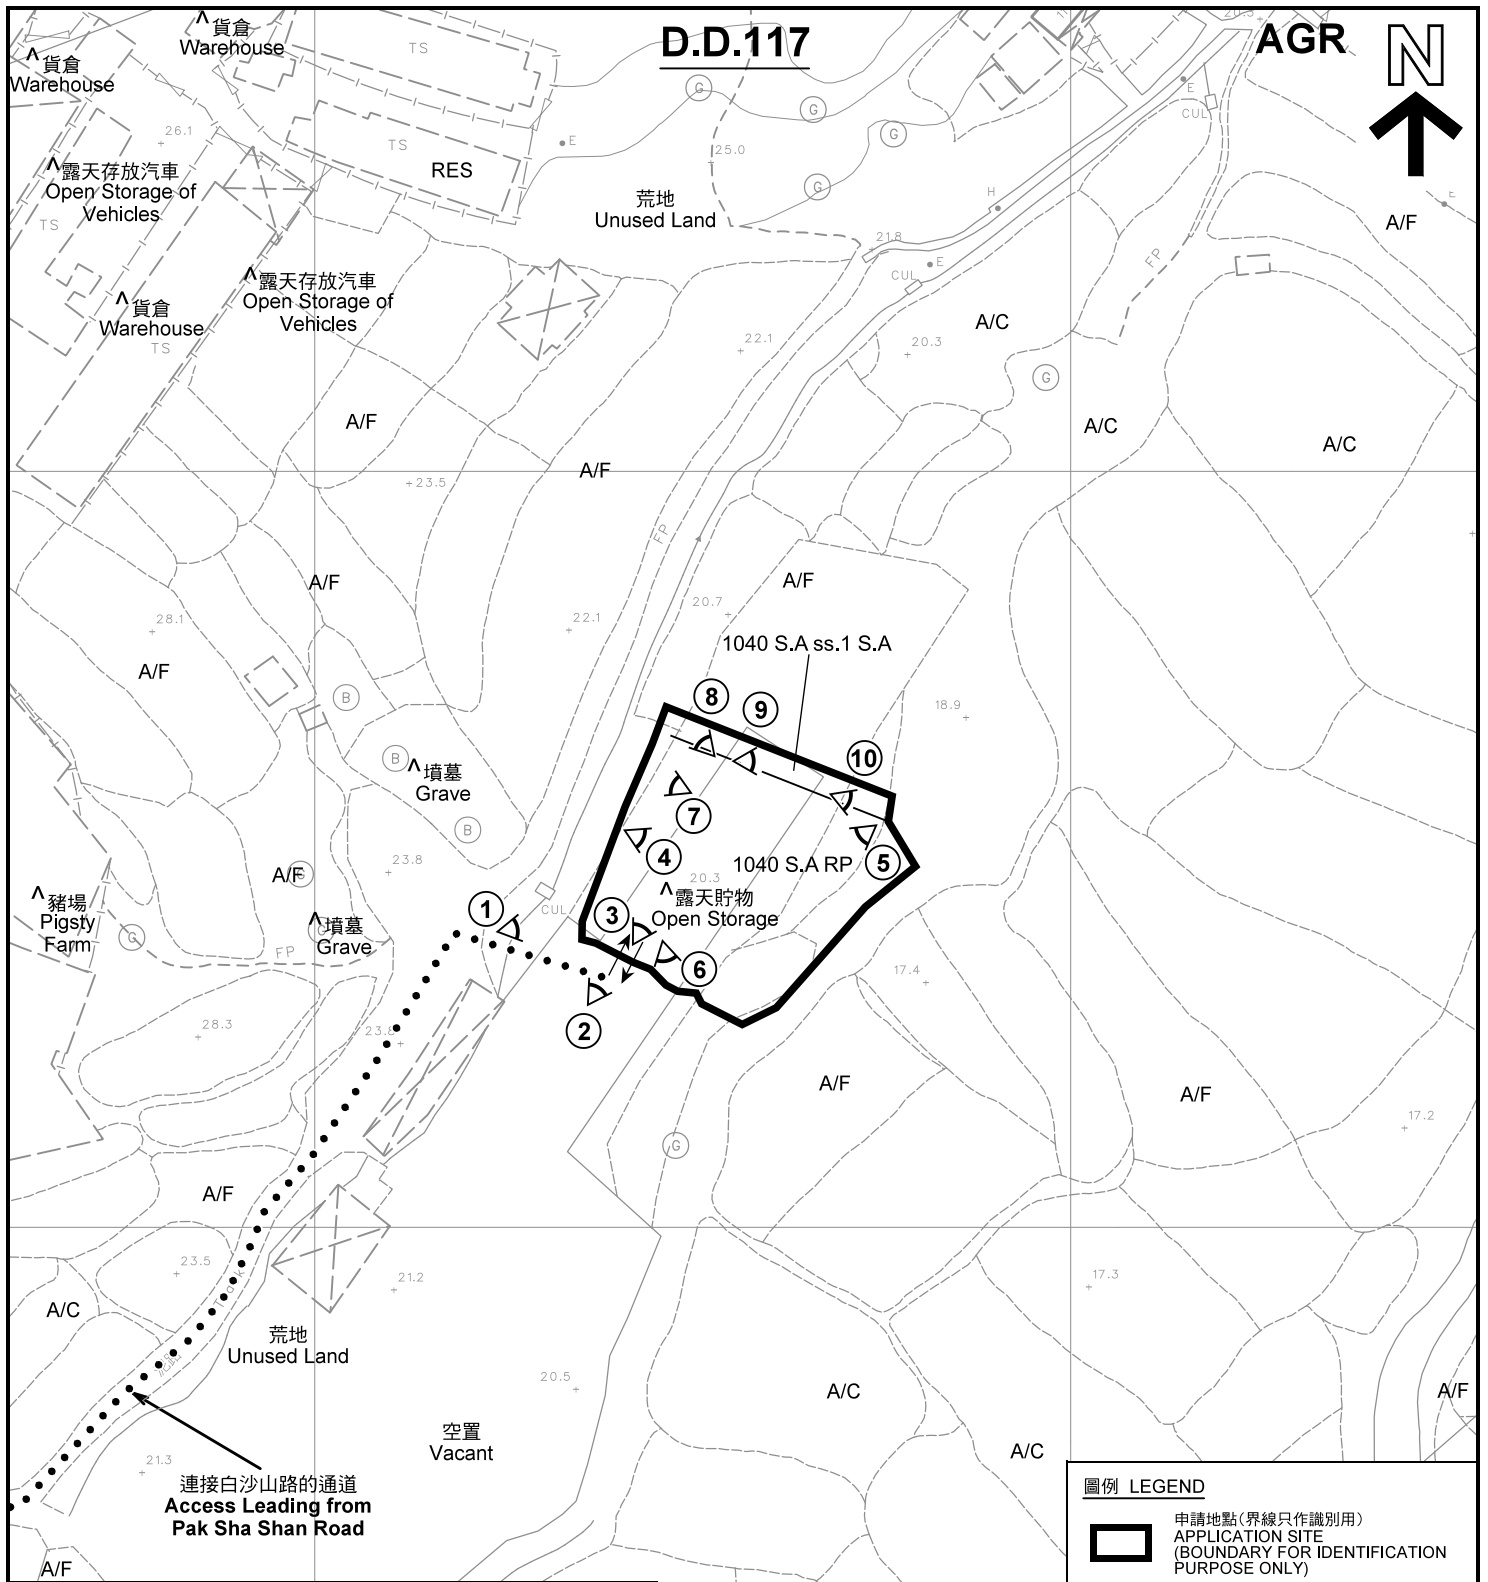 D.D.117
AGR
N
^貨倉
Warehouse
^貨倉
Warehouse
TS
26.1
TS
E
RES
25.0
G
G
G
G
20.3
E
CUL
H
E
^露天存放汽車
Open Storage of
Vehicles
TS
荒地
Unused Land
A/F
21.8
E
CUL
FP
^露天存放汽車
Open Storage of
Vehicles
^貨倉
Warehouse
TS
A/C
22.1
20.3
G
A/F
A/C
A/C
A/F
23.5
FP
A/F
A/F
28.1
22.1
20.7
1040 S.A ss.1 S.A
A/F
B
8
9
18.9
10
B
^墳墓
Grave
7
B
4
1040 S.A RP
5
23.8
A/F
G
20.3
^露天貯物
Open Storage
^豬場
Pigsty
Farm
G
^墳墓
Grave
G
FP
1
CUL
3
6
17.4
2
28.3
23.8
A/F
A/F
17.2
G
A/F
23.5
Track
21.2
17.3
A/C
荒地
Unused Land
20.5
A/C
A/F
空置
Vacant
A/C
21.3
連接白沙山路的通道
Access Leading from
Pak Sha Shan Road
A/F
圖例 LEGEND
申請地點(界線只作識別用)
APPLICATION SITE
(BOUNDARY FOR IDENTIFICATION
PURPOSE ONLY)